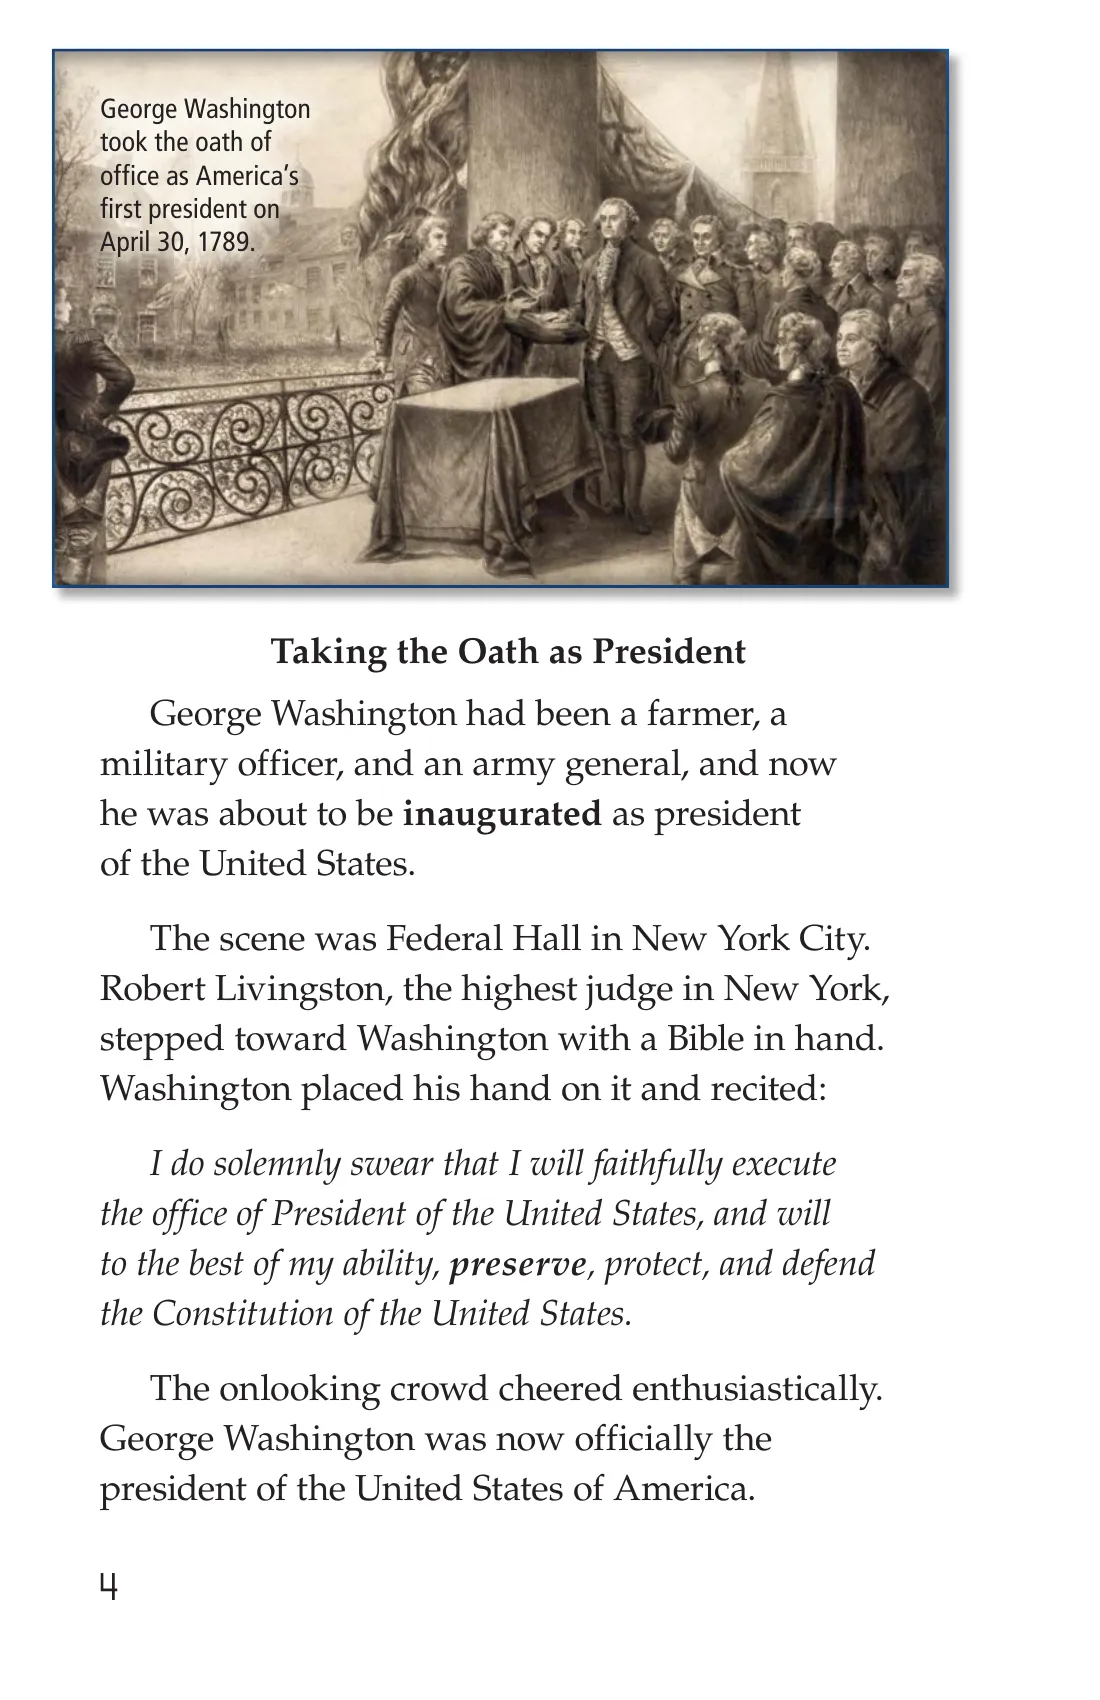 George Washington
took the oath of
office as America's
first president on
April 30, 1789.
Taking the Oath as President
George Washington had been a farmer, a
military officer, and an army general, and now
he was about to be inaugurated as president
of the United States.
The scene was Federal Hall in New York City.
Robert Livingston, the highest judge in New York,
stepped toward Washington with a Bible in hand.
Washington placed his hand on it and recited:
I do solemnly swear that I will faithfully execute
the office of President of the United States, and will
to the best of my ability, preserve, protect, and defend
the Constitution of the United States.
The onlooking crowd cheered enthusiastically.
George Washington was now officially the
president of the United States of America.
4